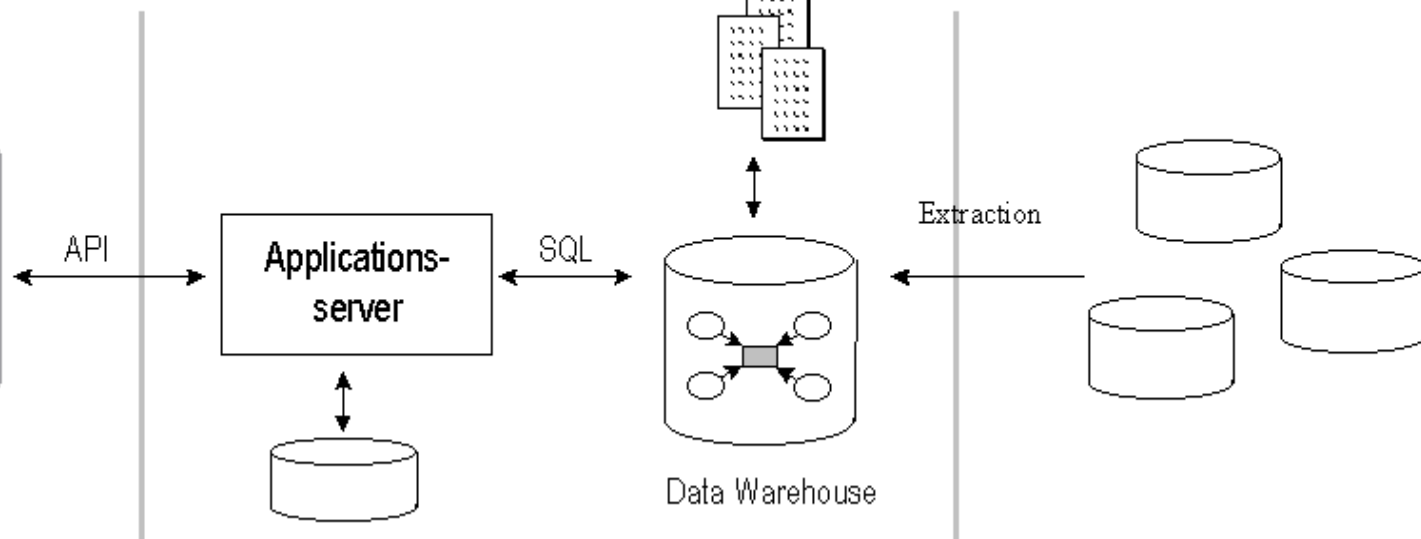 Extraction
API
Applications-
server
SQL
Data Warehouse